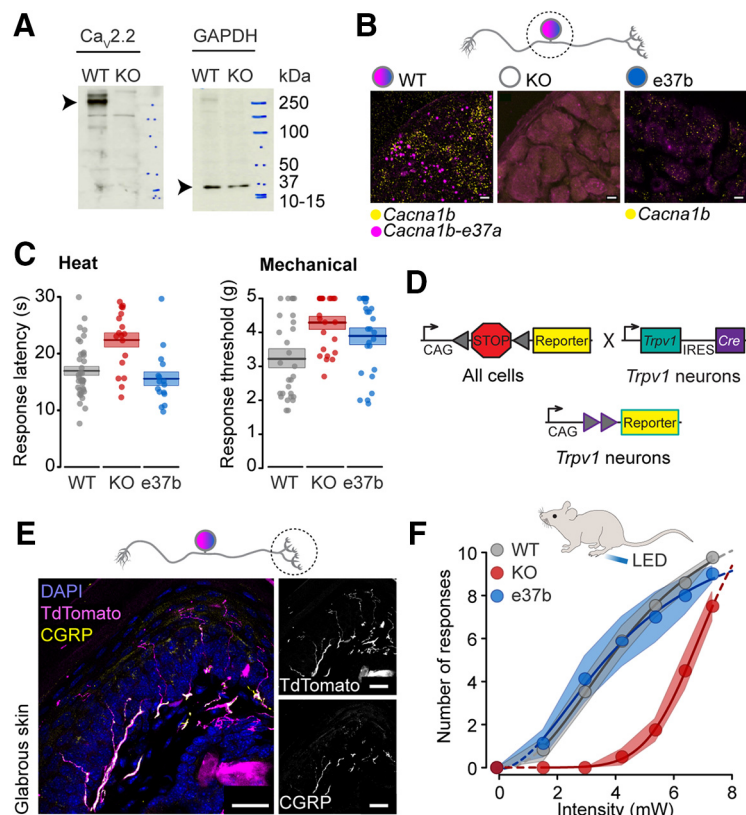 A
Ca_V2.2 GAPDH
WT KO WT KO kDa
250
100
50
37
10-15
B
WT KO e37b
Cacna1b
Cacna1b-e37a
Cacna1b
C
Heat
Response latency (s)
30
20
10
0
WT KO e37b
Mechanical
Response threshold (g)
5
4
3
2
1
0
WT KO e37b
D
CAG STOP Reporter X Trpv1 IRES Cre
All cells Trpv1 neurons
CAG Reporter
Trpv1 neurons
E
Glabrous skin
DAPI
TdTomato
CGRP
TdTomato
CGRP
F
LED
WT
KO
e37b
Number of responses
10
8
6
4
2
0
0 2 4 6 8
Intensity (mW)